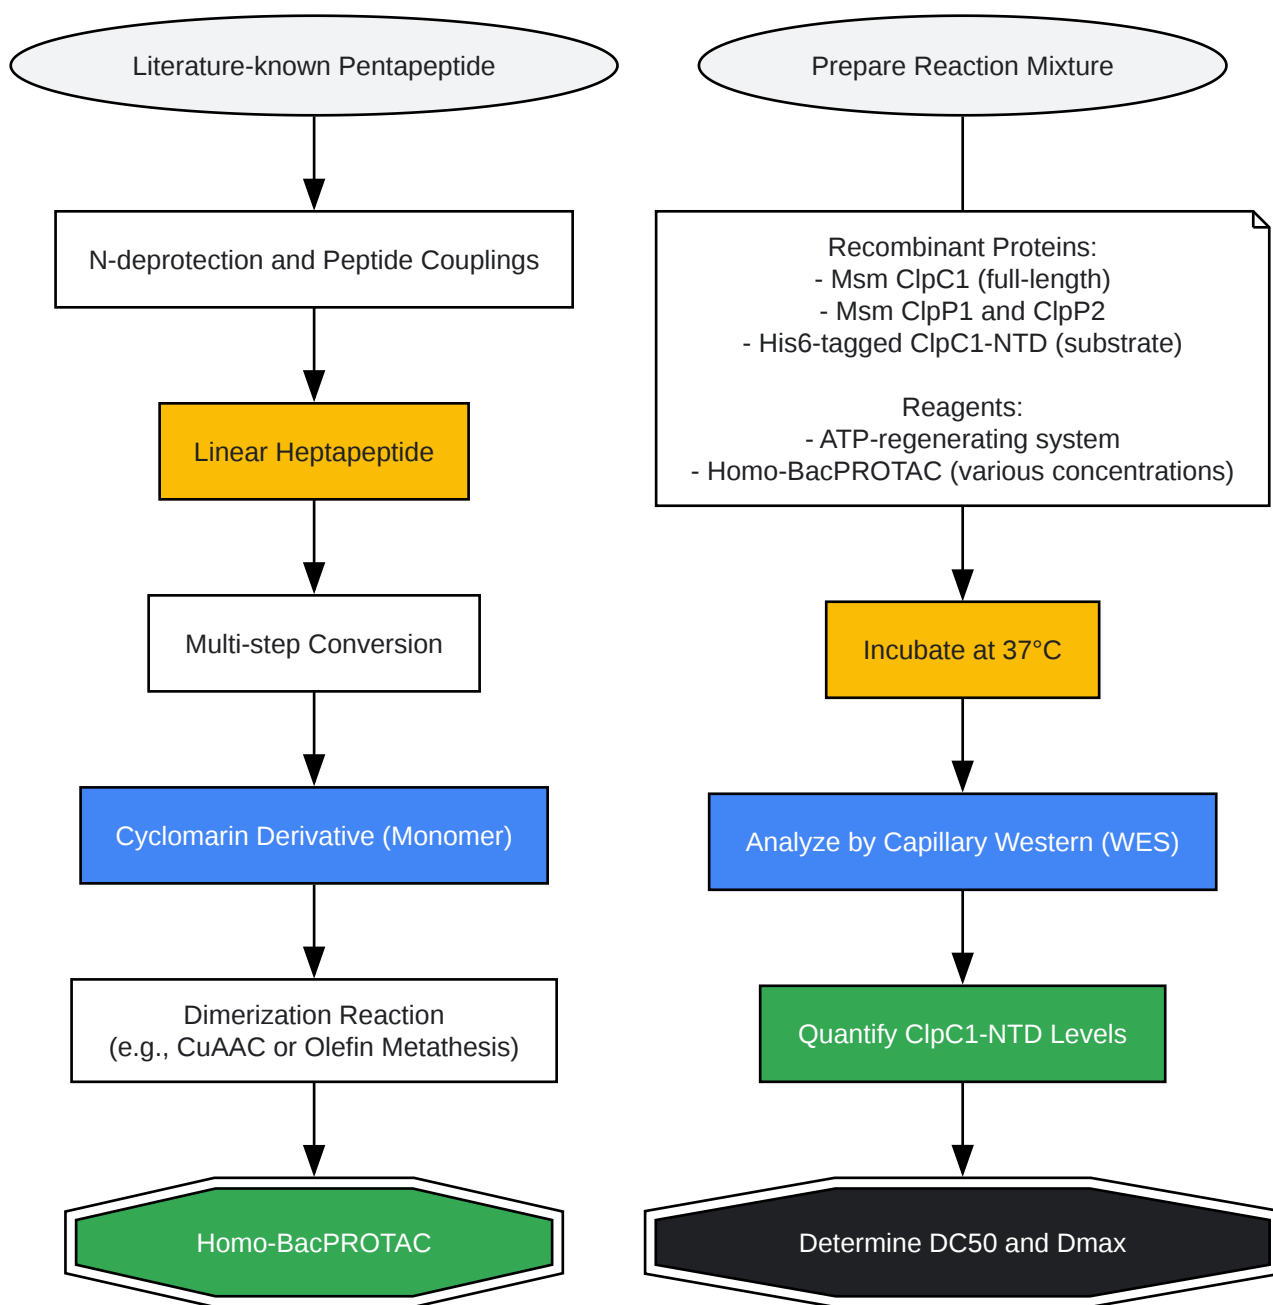 Literature-known Pentapeptide
N-deprotection and Peptide Couplings
Linear Heptapeptide
Multi-step Conversion
Cyclomarin Derivative (Monomer)
Dimerization Reaction
(e.g., CuAAC or Olefin Metathesis)
Homo-BacPROTAC
Prepare Reaction Mixture
Recombinant Proteins:
- Msm ClpC1 (full-length)
- Msm ClpP1 and ClpP2
- His6-tagged ClpC1-NTD (substrate)
Reagents:
- ATP-regenerating system
- Homo-BacPROTAC (various concentrations)
Incubate at 37°C
Analyze by Capillary Western (WES)
Quantify ClpC1-NTD Levels
Determine DC50 and Dmax